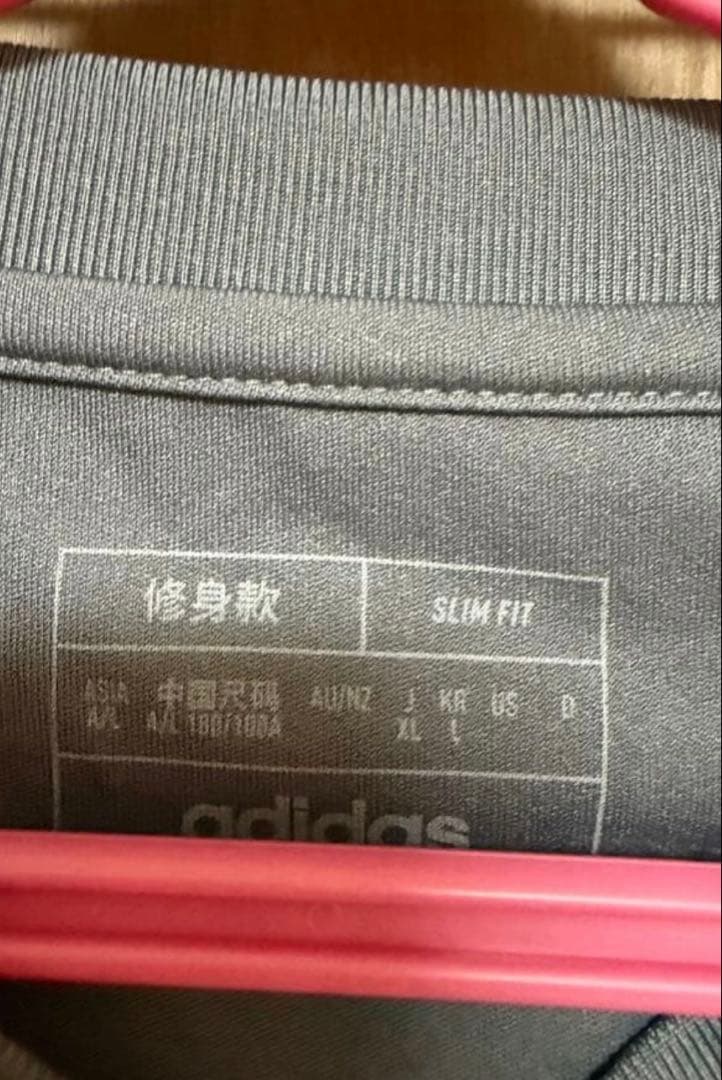 修身款 SLIM FIT
ASIA 中国尺码 AU/NZ J KR US D
A/L A/L 180/100A XL L
adidas